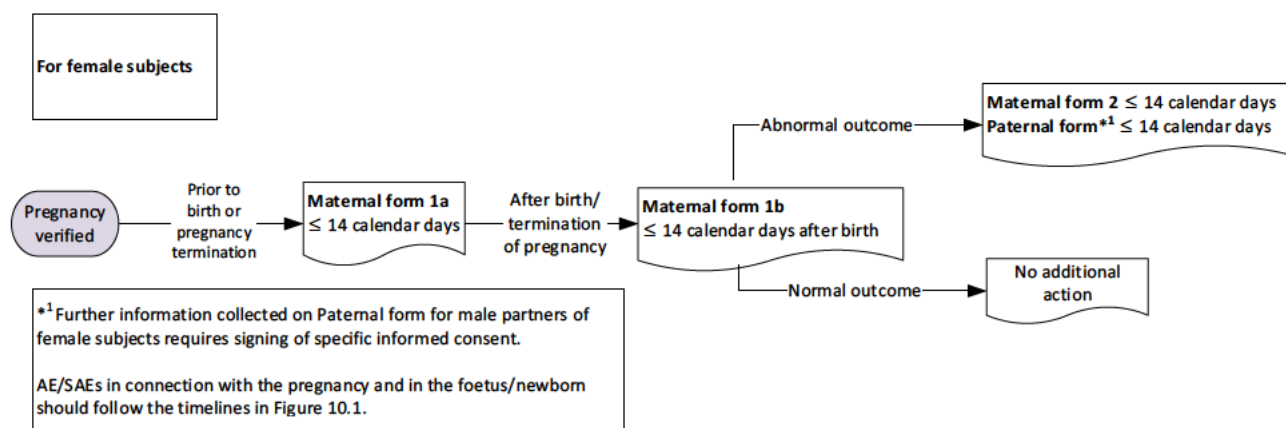 For female subjects
Maternal form 2 ≤ 14 calendar days
Paternal form*¹ ≤ 14 calendar days
Abnormal outcome
Pregnancy
verified
Prior to
birth or
pregnancy
termination
Maternal form 1a
≤ 14 calendar days
After birth/
termination
of pregnancy
Maternal form 1b
≤ 14 calendar days after birth
Normal outcome
No additional
action
*¹ Further information collected on Paternal form for male partners of
female subjects requires signing of specific informed consent.
AE/SAEs in connection with the pregnancy and in the foetus/newborn
should follow the timelines in Figure 10.1.